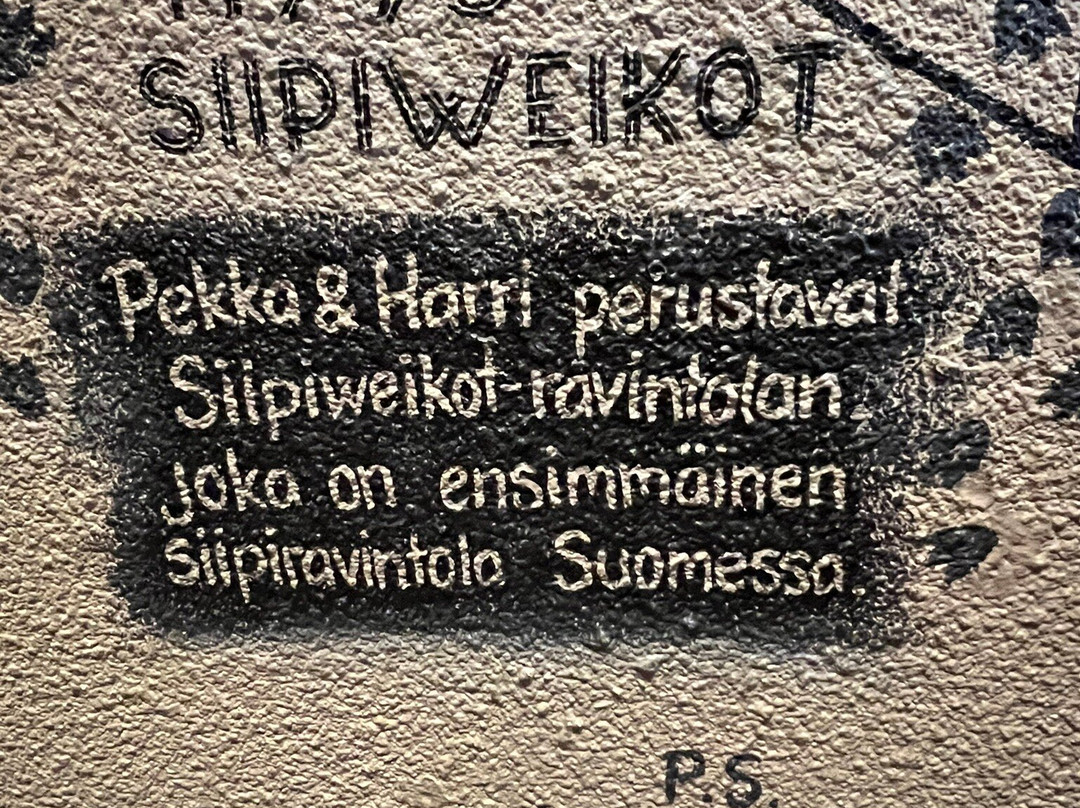 SIIPIWEIKOT
Pekka & Harri perustavat
Siipiweikot-ravintolan,
joka on ensimmäinen
siipiravintola Suomessa.
P.S.